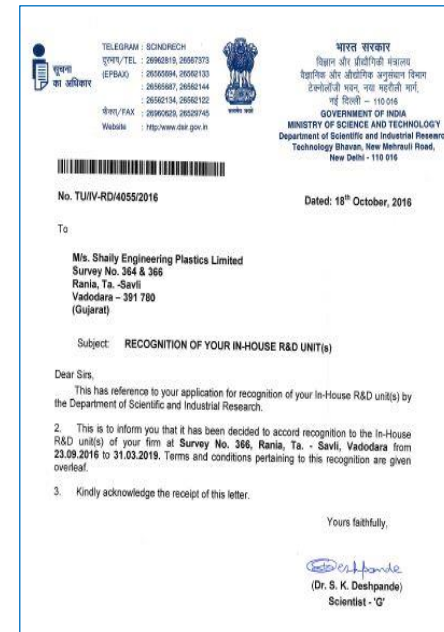 सूचना
का अधिकार
TELEGRAM : SCINDRECH
दूरभाष/TEL : 26962819, 26567373
(EPBAX) : 26565694, 26562133
: 26565687, 26562144
: 26562134, 26562122
फैक्स/FAX : 26960629, 26529745
Website : http:/www.dsir.gov.in
सत्यमेव जयते
भारत सरकार
विज्ञान और प्रौद्योगिकी मंत्रालय
वैज्ञानिक और औद्योगिक अनुसंधान विभाग
टेक्नोलॉजी भवन, नया महरौली मार्ग,
नई दिल्ली – 110016
GOVERNMENT OF INDIA
MINISTRY OF SCIENCE AND TECHNOLOGY
Department of Scientific and Industrial Researc
Technology Bhavan, New Mehrauli Road,
New Delhi - 110 016
No. TU/IV-RD/4055/2016
Dated: 18th October, 2016
To
M/s. Shaily Engineering Plastics Limited
Survey No. 364 & 366
Rania, Ta. -Savli
Vadodara – 391 780
(Gujarat)
Subject: RECOGNITION OF YOUR IN-HOUSE R&D UNIT(s)
Dear Sirs,
This has reference to your application for recognition of your In-House R&D unit(s) by
the Department of Scientific and Industrial Research.
2. This is to inform you that it has been decided to accord recognition to the In-House
R&D unit(s) of your firm at Survey No. 366, Rania, Ta. - Savli, Vadodara from
23.09.2016 to 31.03.2019. Terms and conditions pertaining to this recognition are given
overleaf.
3. Kindly acknowledge the receipt of this letter.
Yours faithfully,
Deshpande
(Dr. S. K. Deshpande)
Scientist - 'G'